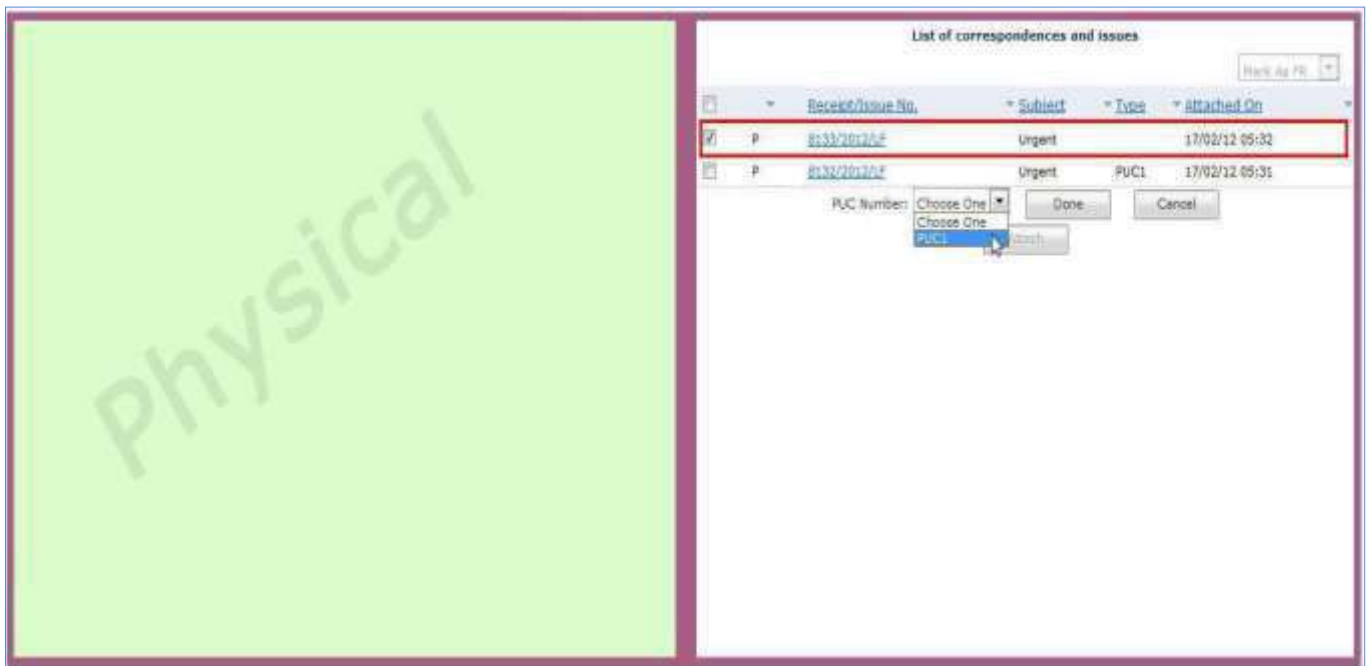 Physical
List of correspondences and issues
Mark As FR
Receipt/Issue No. Subject Type Attached On
P 8133/2012/LF Urgent 17/02/12 05:32
P 8132/2012/LF Urgent PUC1 17/02/12 05:31
PUC Number: Choose One Done Cancel
Choose One
PUC1